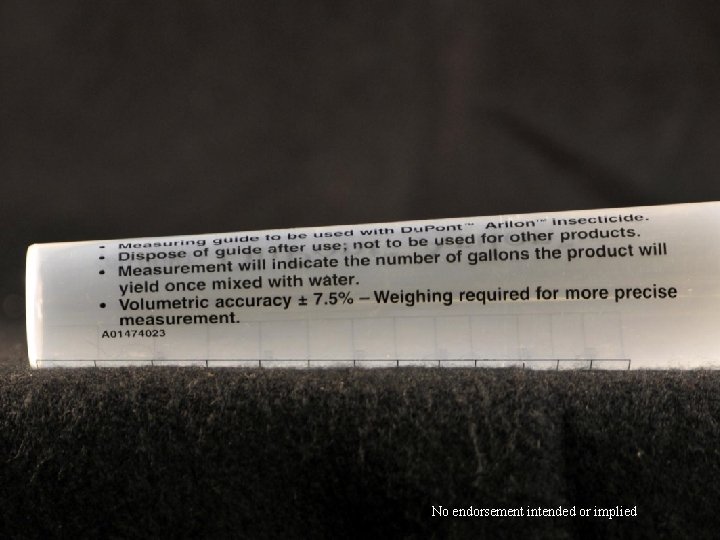 • Measuring guide to be used with DuPont™ Arilon™ insecticide.
• Dispose of guide after use; not to be used for other products.
• Measurement will indicate the number of gallons the product will
yield once mixed with water.
• Volumetric accuracy ± 7.5% – Weighing required for more precise
measurement.
A01474023
No endorsement intended or implied